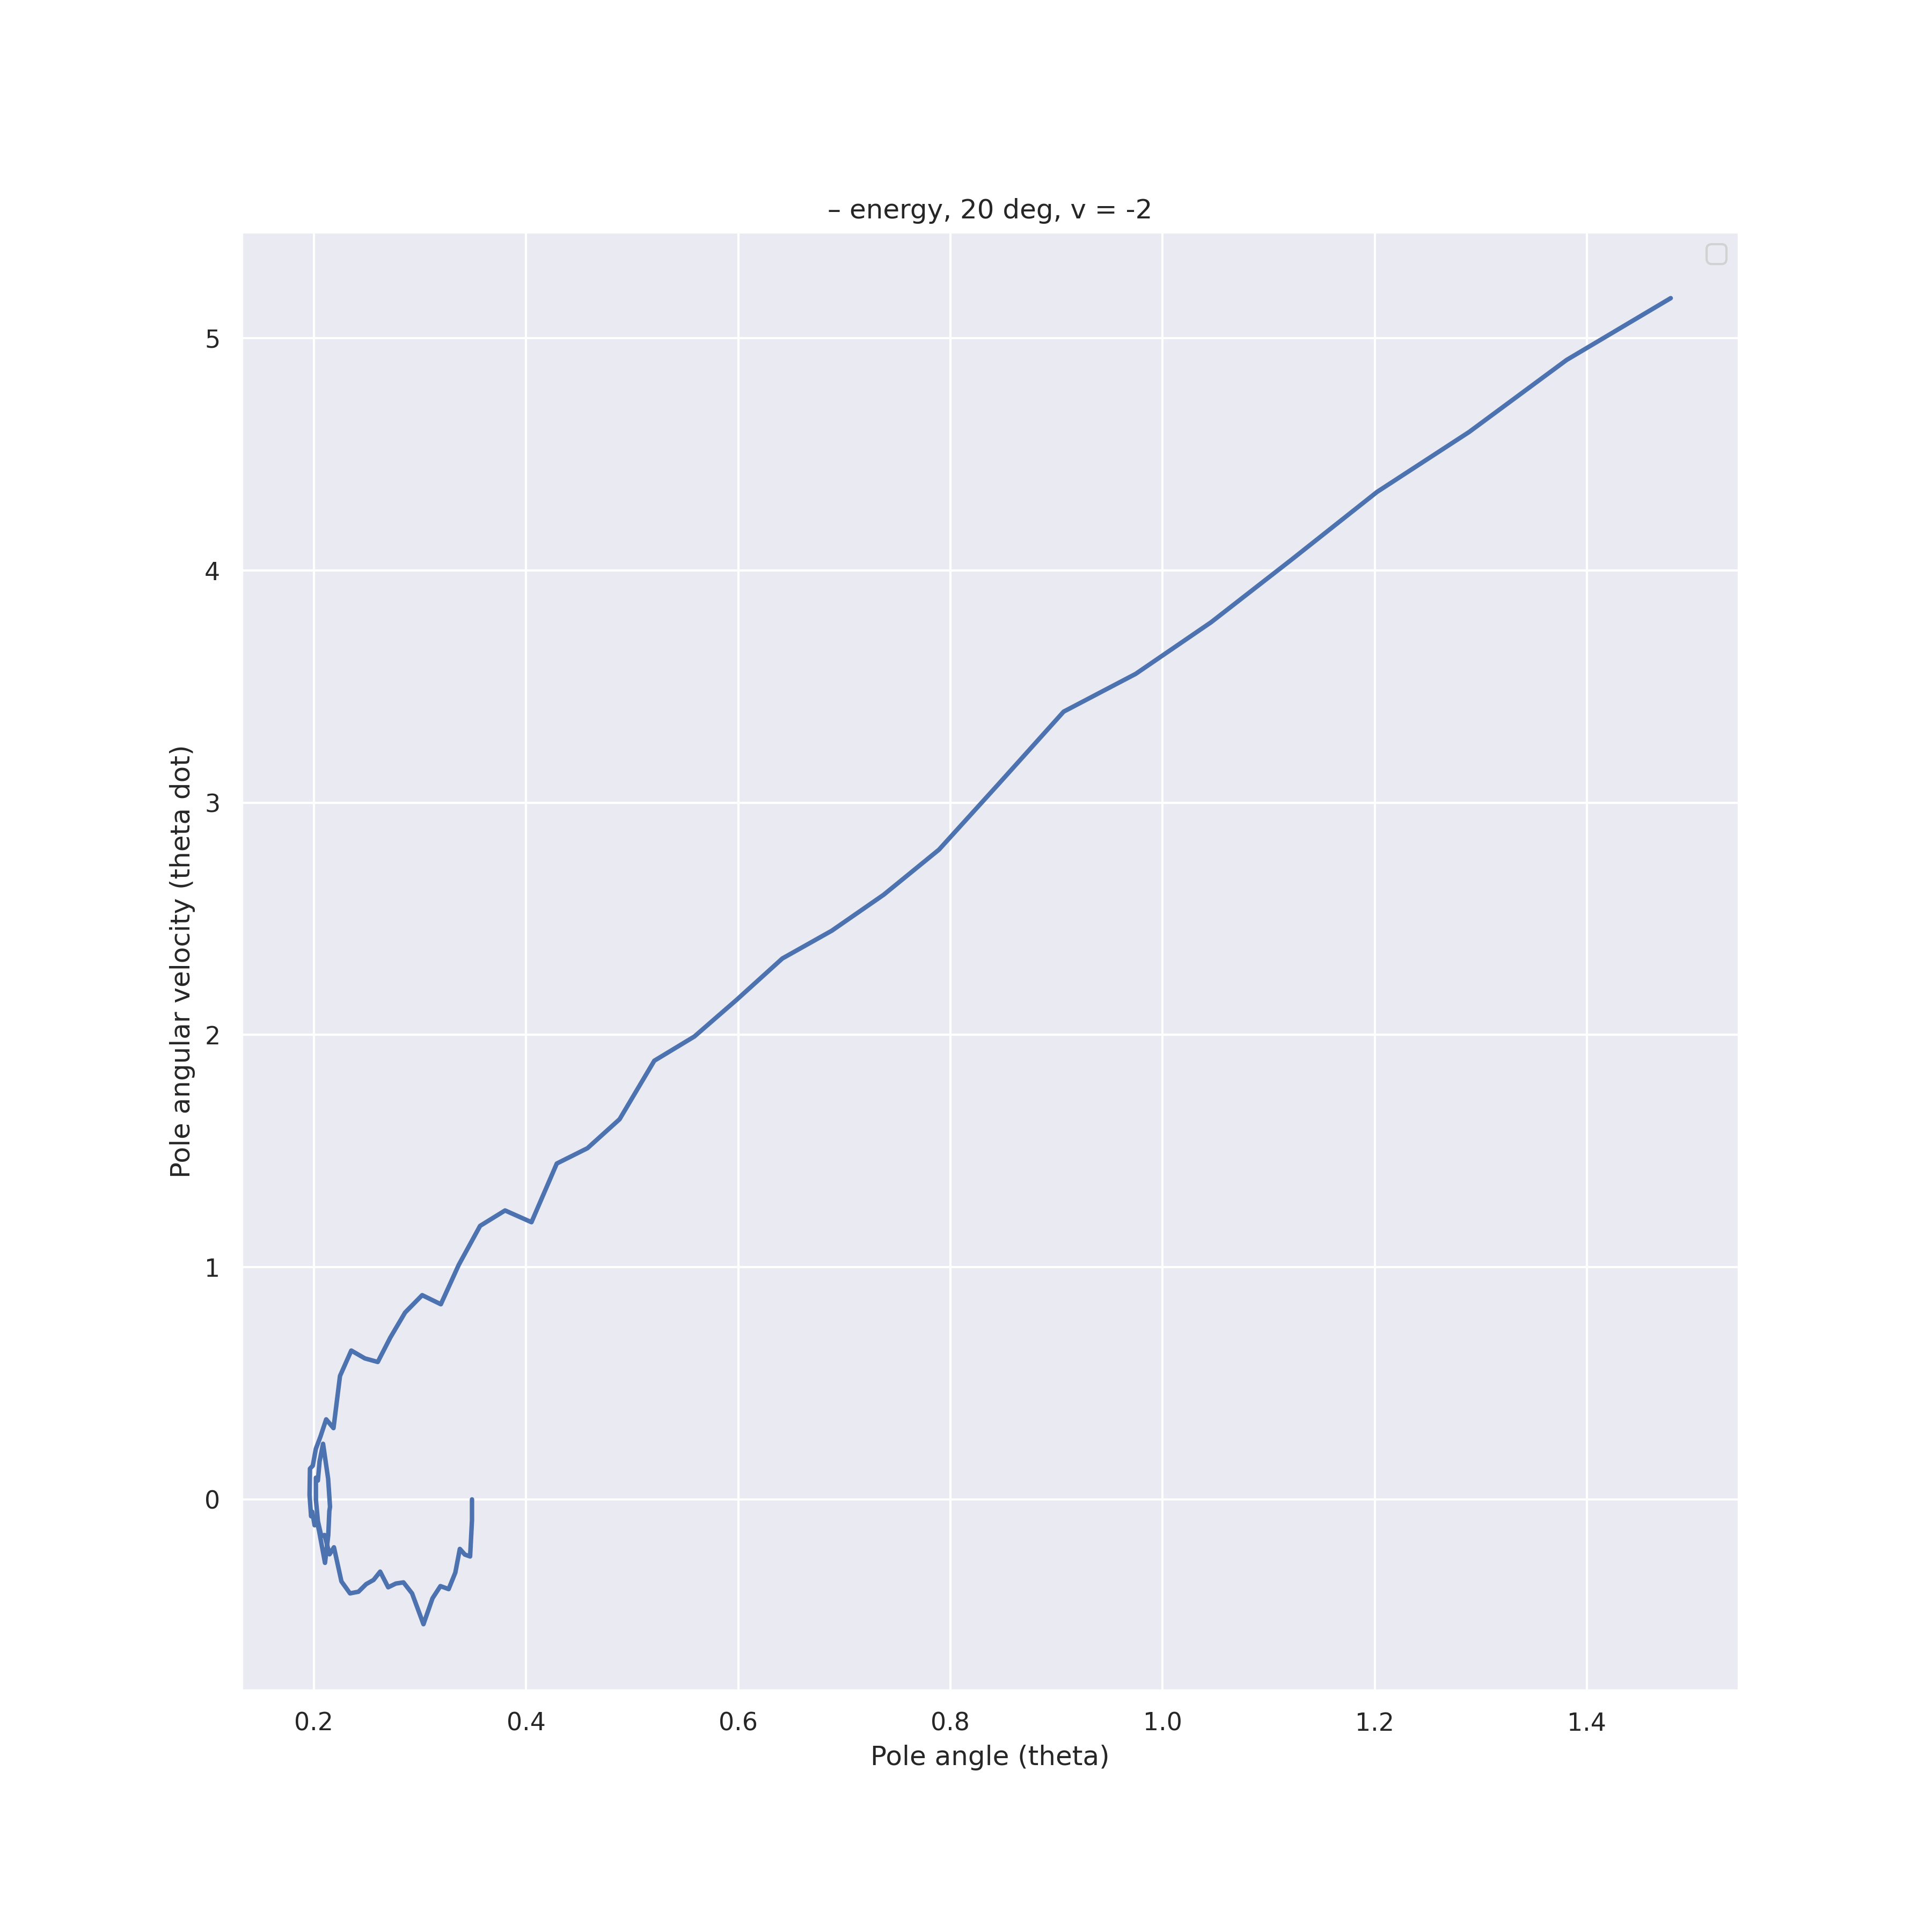 – energy, 20 deg, v = -2
5
4
3
2
1
0
Pole angular velocity (theta dot)
0.2 0.4 0.6 0.8 1.0 1.2 1.4
Pole angle (theta)